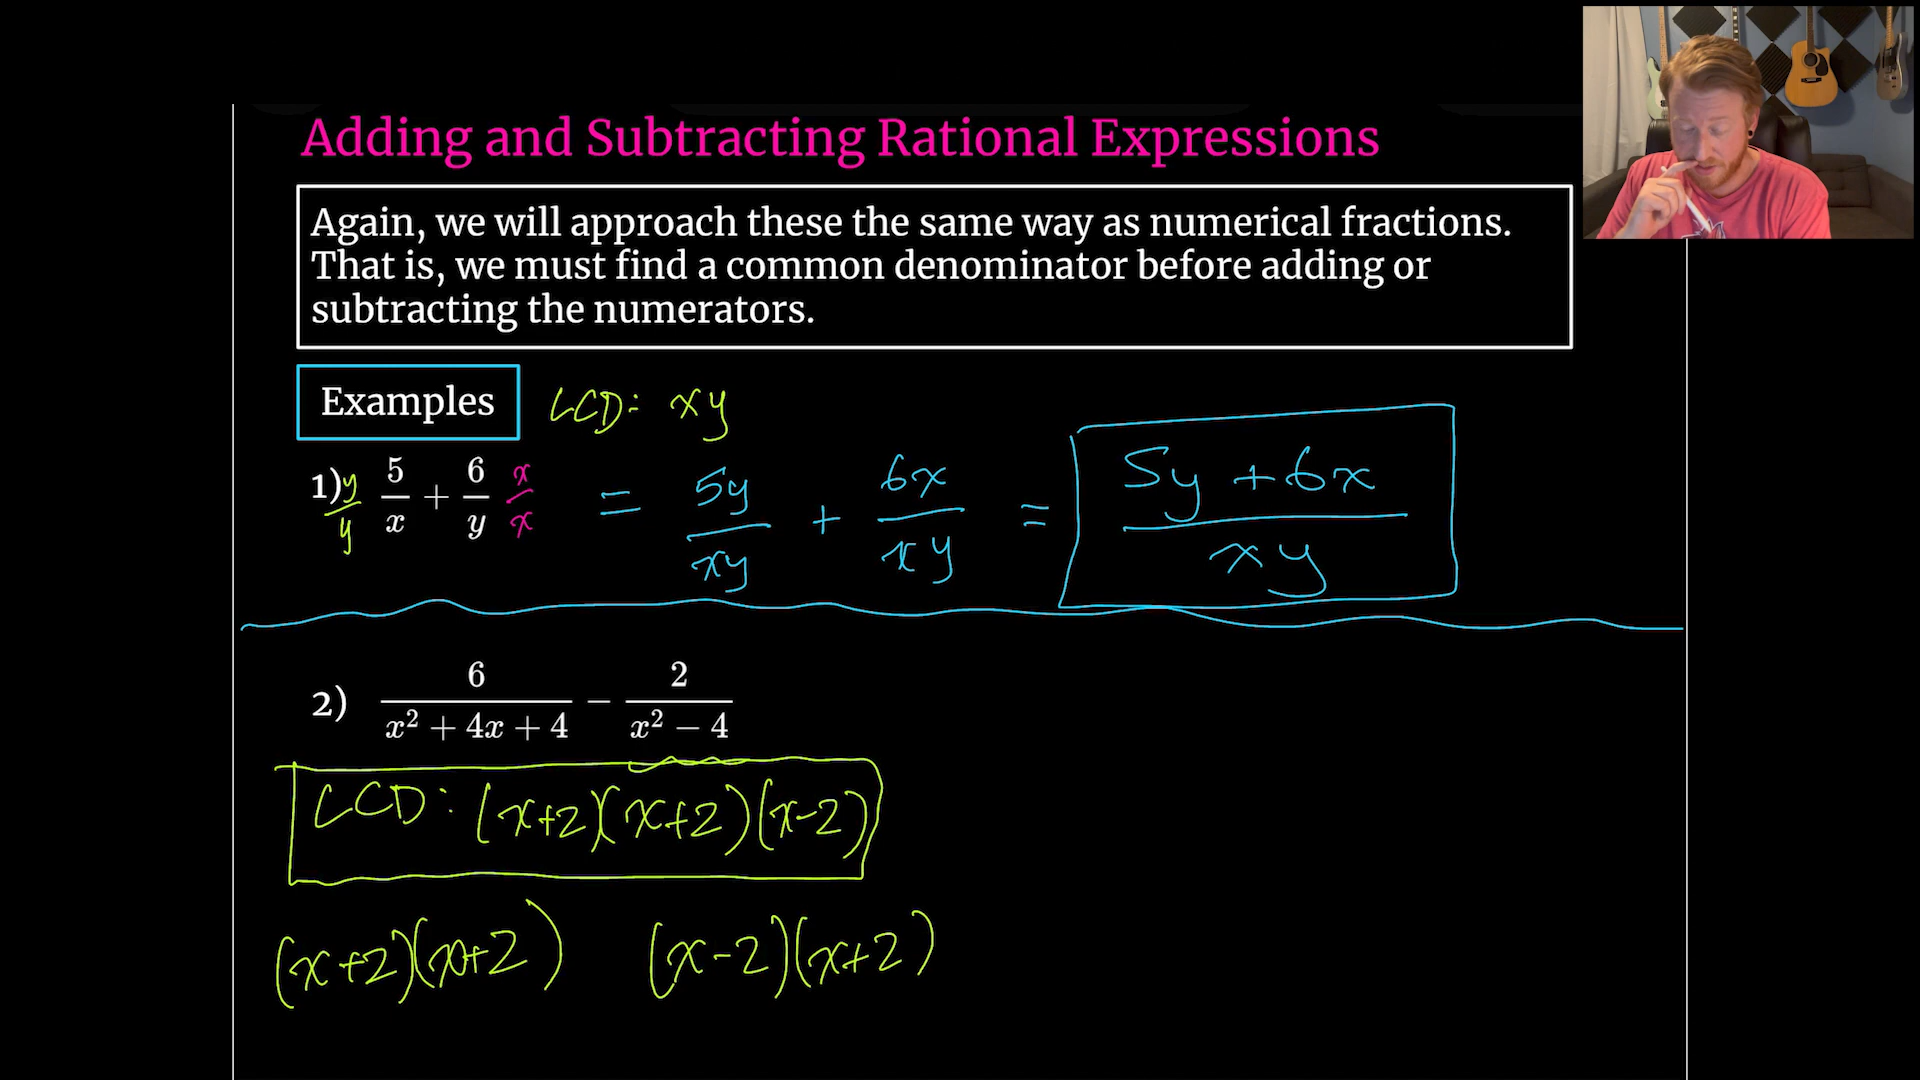 Adding and Subtracting Rational Expressions
Again, we will approach these the same way as numerical fractions.
That is, we must find a common denominator before adding or
subtracting the numerators.
Examples LCD: xy
1) y/y 5/x + 6/y x/x = 5y/xy + 6x/xy = 5y + 6x/xy
2) 6/x² + 4x + 4 − 2/x² − 4
LCD: (x+2)(x+2)(x-2)
(x+2)(x+2) (x-2)(x+2)